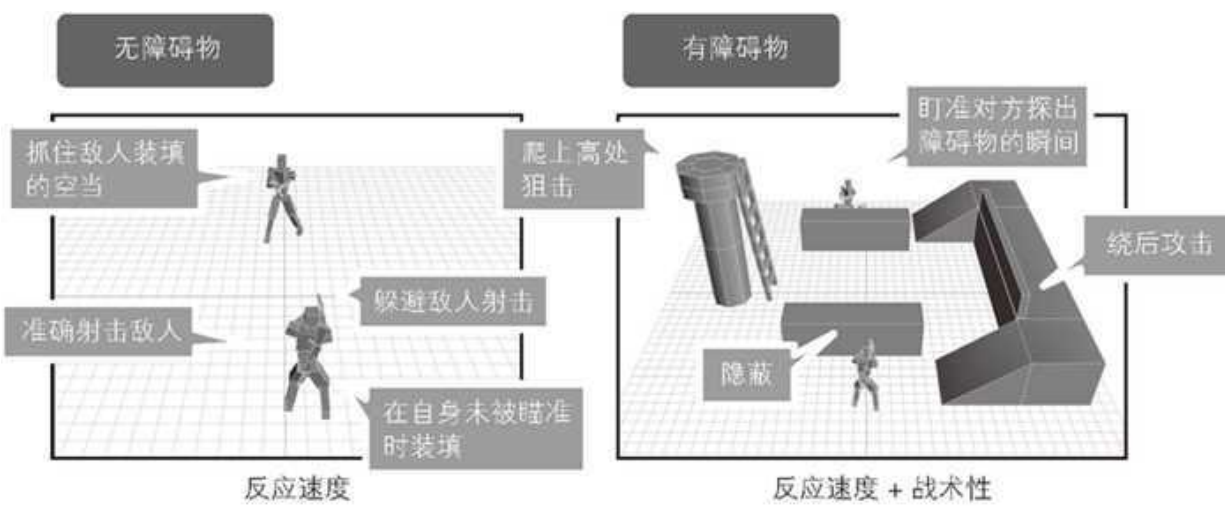 无障碍物
有障碍物
抓住敌人装填
的空当
准确射击敌人
躲避敌人射击
在自身未被瞄准
时装填
反应速度
爬上高处
狙击
盯准对方探出
障碍物的瞬间
绕后攻击
隐蔽
反应速度 + 战术性